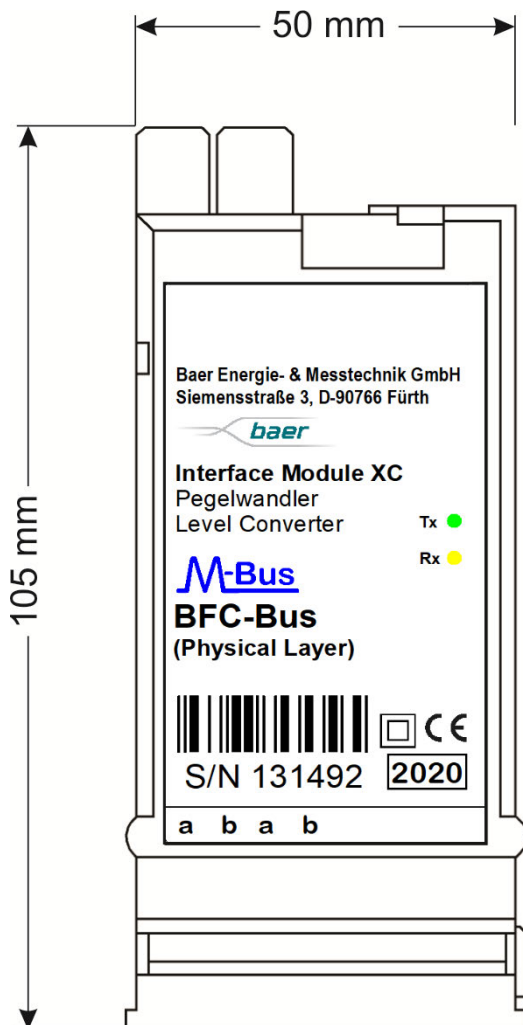 50 mm
105 mm
Baer Energie- & Messtechnik GmbH
Siemensstraße 3, D-90766 Fürth
baer
Interface Module XC
Pegelwandler
Level Converter
Tx
Rx
M-Bus
BFC-Bus
(Physical Layer)
CE
S/N 131492
2020
a b a b